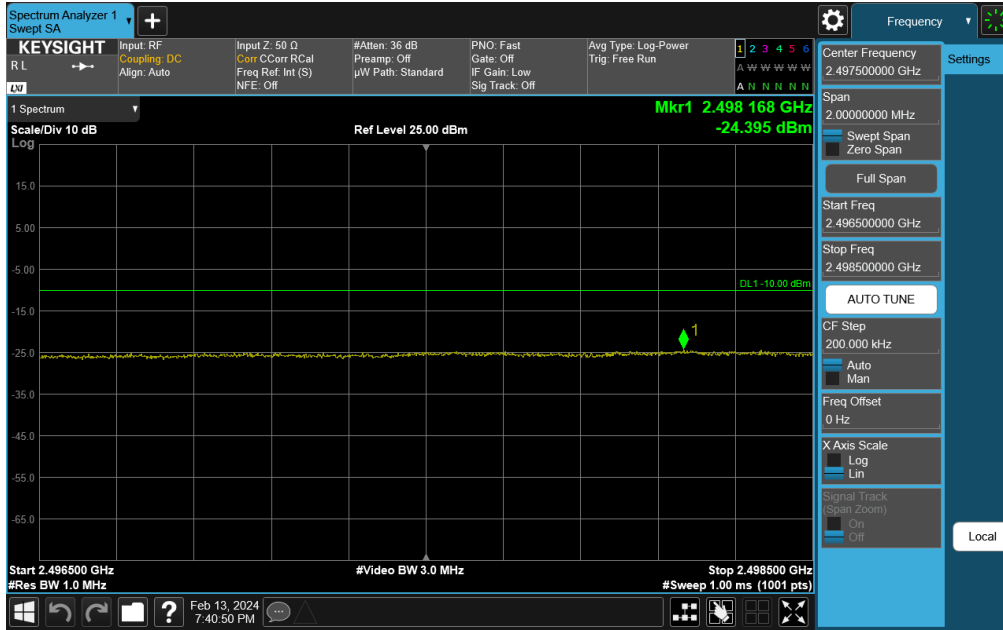 Spectrum Analyzer 1
Swept SA
Frequency
KEYSIGHT
R L
LXI
Input: RF
Coupling: DC
Align: Auto
Input Z: 50 Ω
Corr CCorr RCal
Freq Ref: Int (S)
NFE: Off
#Atten: 36 dB
Preamp: Off
µW Path: Standard
PNO: Fast
Gate: Off
IF Gain: Low
Sig Track: Off
Avg Type: Log-Power
Trig: Free Run
1 2 3 4 5 6
A W W W W W
A N N N N N
1 Spectrum
Scale/Div 10 dB
Log
Ref Level 25.00 dBm
Mkr1 2.498 168 GHz
-24.395 dBm
15.0
5.00
-5.00
DL1 -10.00 dBm
-15.0
1
-25.0
-35.0
-45.0
-55.0
-65.0
Start 2.496500 GHz
#Res BW 1.0 MHz
#Video BW 3.0 MHz
Stop 2.498500 GHz
#Sweep 1.00 ms (1001 pts)
Feb 13, 2024
7:40:50 PM
Center Frequency
2.497500000 GHz
Settings
Span
2.00000000 MHz
Swept Span
Zero Span
Full Span
Start Freq
2.496500000 GHz
Stop Freq
2.498500000 GHz
AUTO TUNE
CF Step
200.000 kHz
Auto
Man
Freq Offset
0 Hz
X Axis Scale
Log
Lin
Signal Track
(Span Zoom)
On
Off
Local